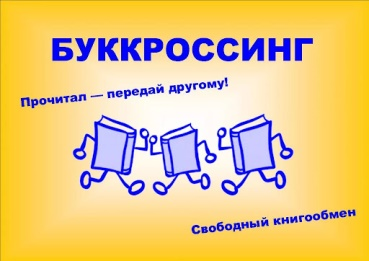 БУККРОССИНГ
Прочитал — передай другому!
Свободный книгообмен